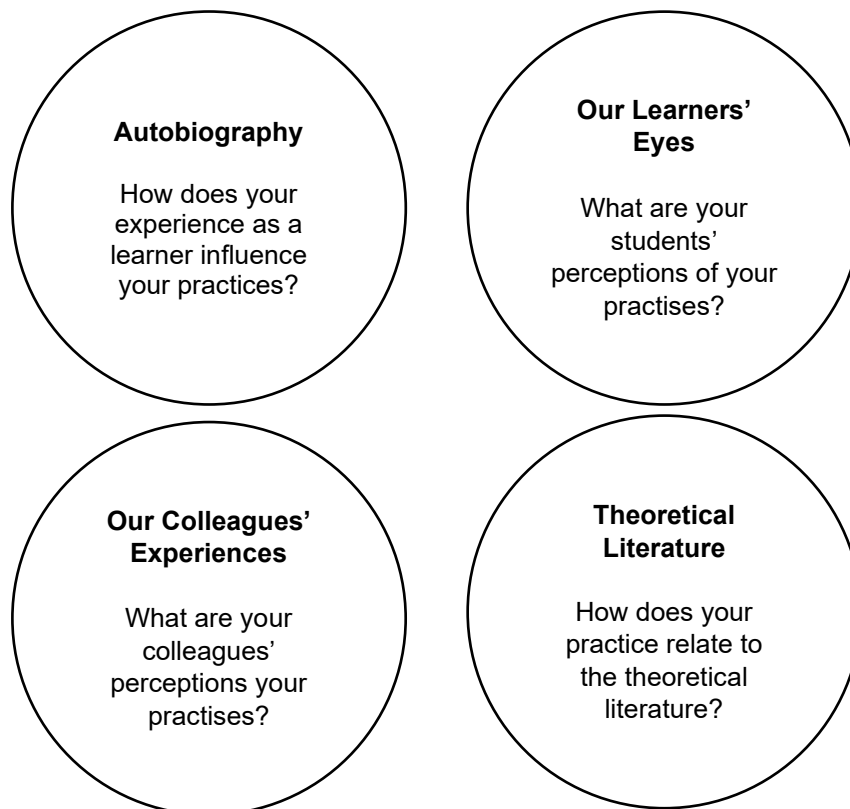 Autobiography
How does your
experience as a
learner influence
your practices?
Our Learners’
Eyes
What are your
students’
perceptions of your
practises?
Our Colleagues’
Experiences
What are your
colleagues’
perceptions your
practises?
Theoretical
Literature
How does your
practice relate to
the theoretical
literature?